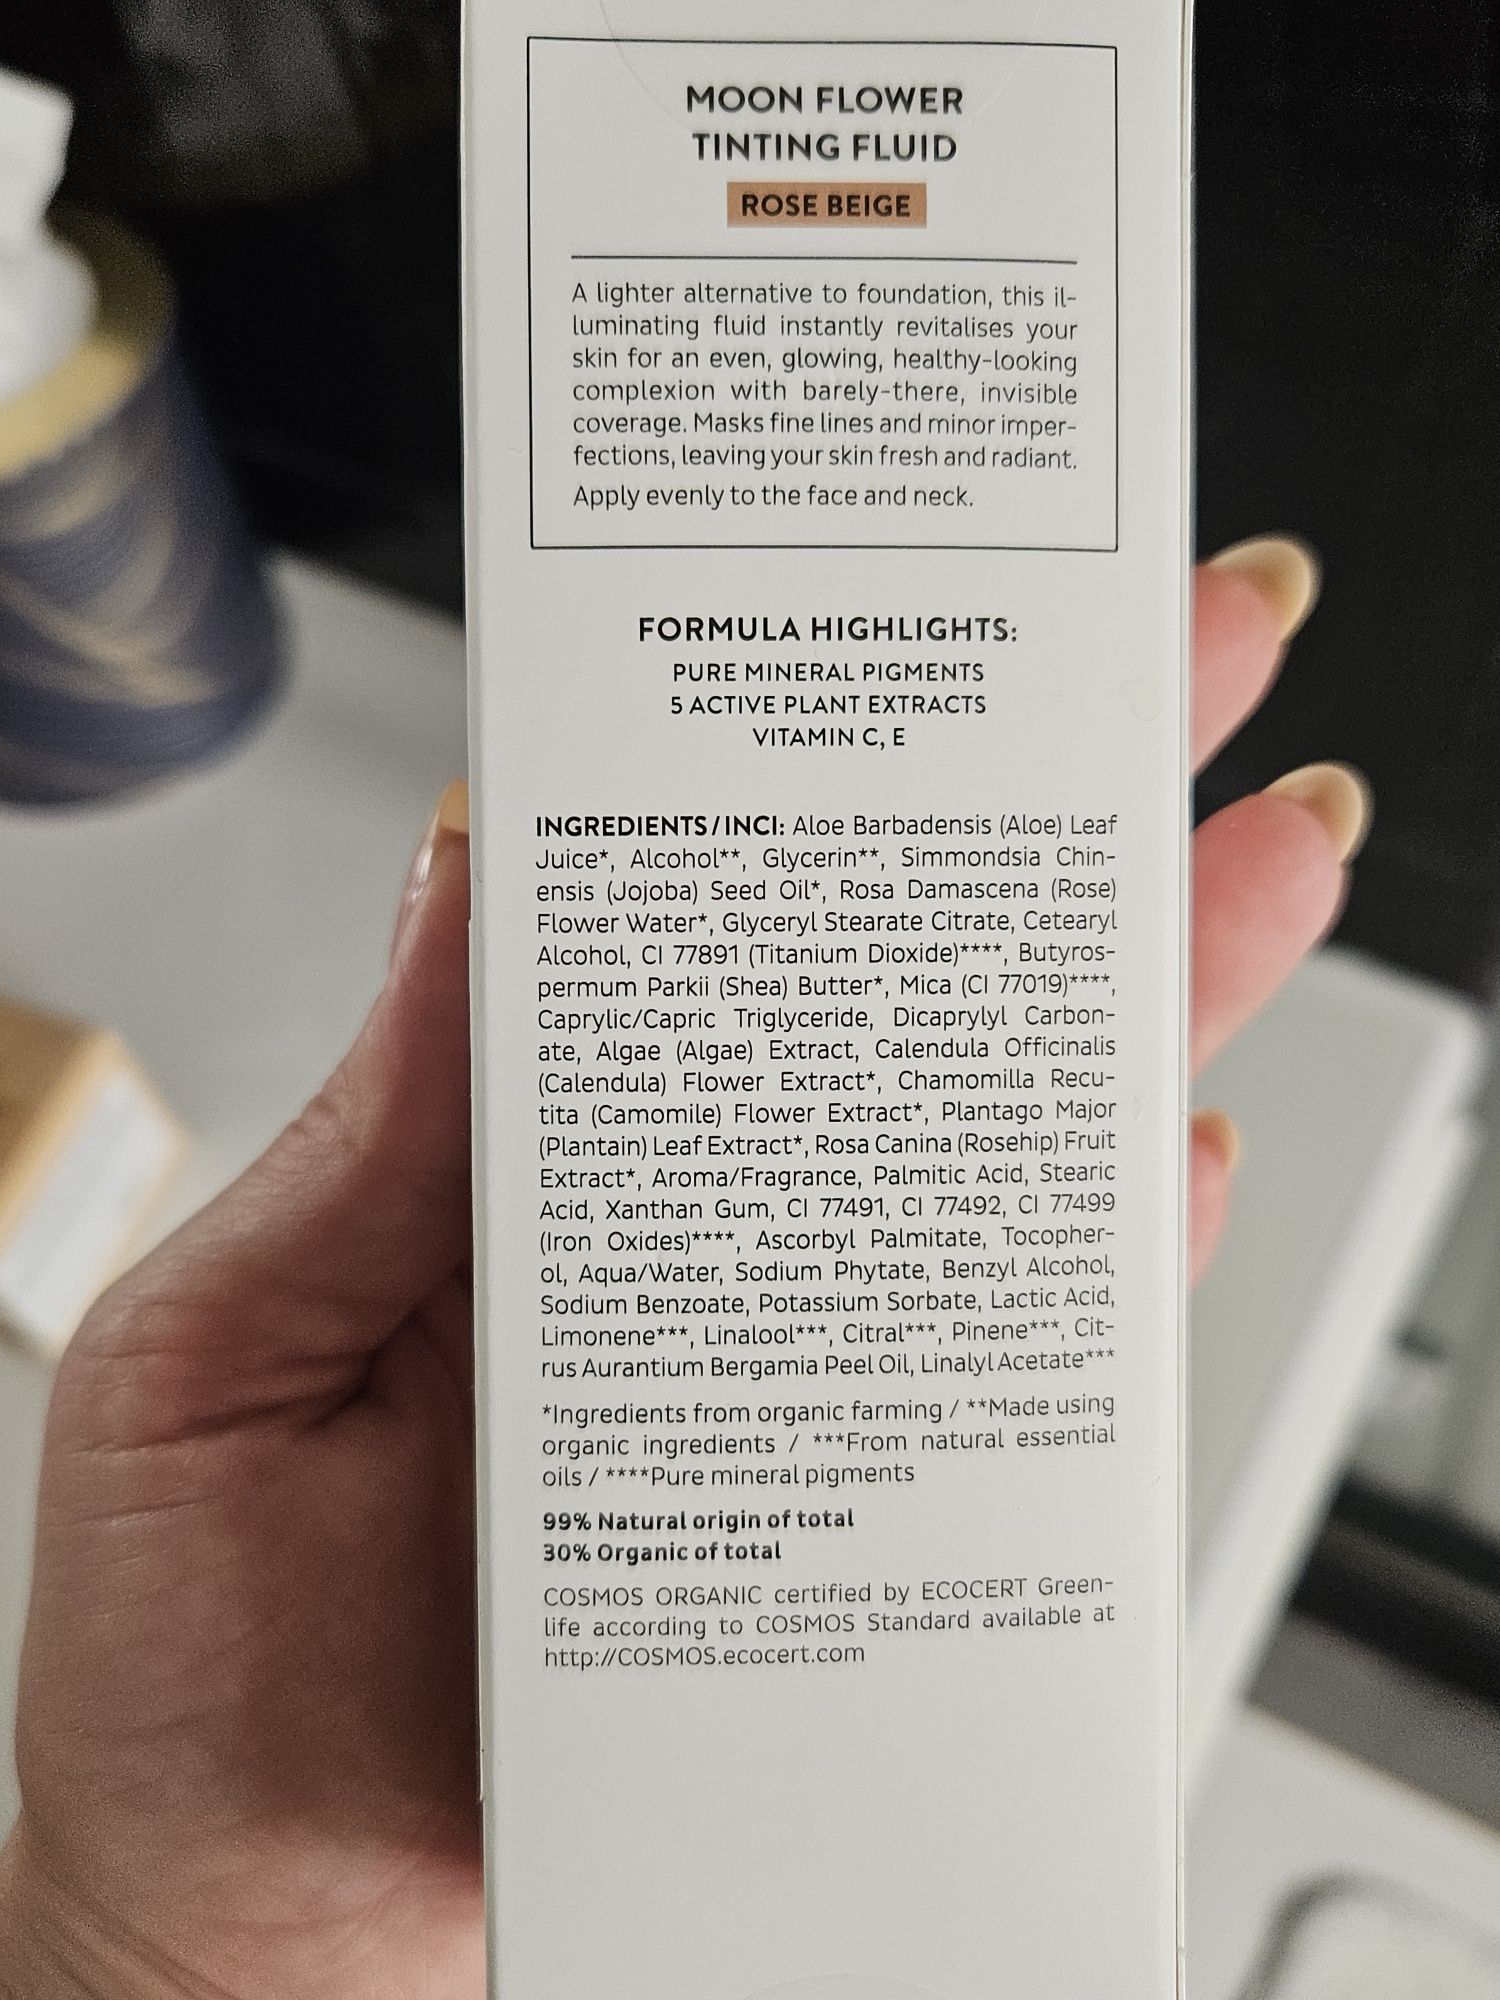 MOON FLOWER
TINTING FLUID
ROSE BEIGE
A lighter alternative to foundation, this il-
luminating fluid instantly revitalises your
skin for an even, glowing, healthy-looking
complexion with barely-there, invisible
coverage. Masks fine lines and minor imper-
fections, leaving your skin fresh and radiant.
Apply evenly to the face and neck.
FORMULA HIGHLIGHTS:
PURE MINERAL PIGMENTS
5 ACTIVE PLANT EXTRACTS
VITAMIN C, E
INGREDIENTS/INCI: Aloe Barbadensis (Aloe) Leaf
Juice*, Alcohol**, Glycerin**, Simmondsia Chin-
ensis (Jojoba) Seed Oil*, Rosa Damascena (Rose)
Flower Water*, Glyceryl Stearate Citrate, Cetearyl
Alcohol, CI 77891 (Titanium Dioxide)****, Butyros-
permum Parkii (Shea) Butter*, Mica (CI 77019)****,
Caprylic/Capric Triglyceride, Dicaprylyl Carbon-
ate, Algae (Algae) Extract, Calendula Officinalis
(Calendula) Flower Extract*, Chamomilla Recu-
tita (Camomile) Flower Extract*, Plantago Major
(Plantain) Leaf Extract*, Rosa Canina (Rosehip) Fruit
Extract*, Aroma/Fragrance, Palmitic Acid, Stearic
Acid, Xanthan Gum, CI 77491, CI 77492, CI 77499
(Iron Oxides)****, Ascorbyl Palmitate, Tocopher-
ol, Aqua/Water, Sodium Phytate, Benzyl Alcohol,
Sodium Benzoate, Potassium Sorbate, Lactic Acid,
Limonene***, Linalool***, Citral***, Pinene***, Cit-
rus Aurantium Bergamia Peel Oil, Linalyl Acetate***
*Ingredients from organic farming / **Made using
organic ingredients / ***From natural essential
oils / ****Pure mineral pigments
99% Natural origin of total
30% Organic of total
COSMOS ORGANIC certified by ECOCERT Green-
life according to COSMOS Standard available at
http://COSMOS.ecocert.com